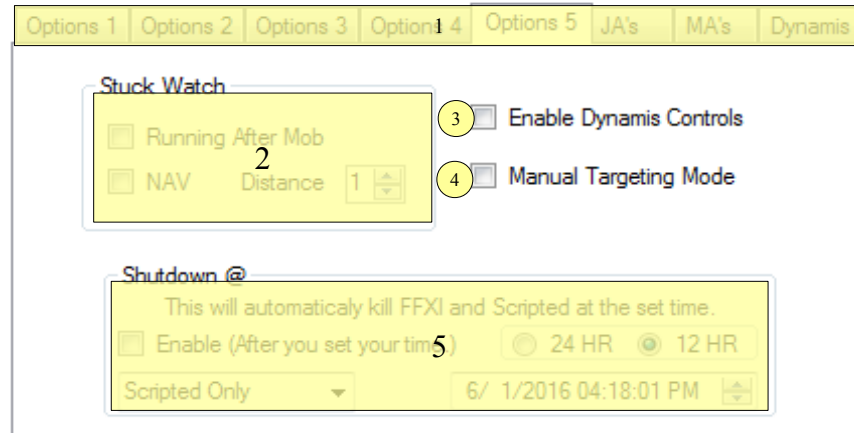 Options 1 Options 2 Options 3 Options 4 Options 5 JA's MA's Dynamis
1
Stuck Watch
Running After Mob
2
NAV Distance 1
3 Enable Dynamis Controls
4 Manual Targeting Mode
Shutdown @
This will automaticaly kill FFXI and Scripted at the set time.
Enable (After you set your time.) 24 HR 12 HR
5
Scripted Only 6/ 1/2016 04:18:01 PM